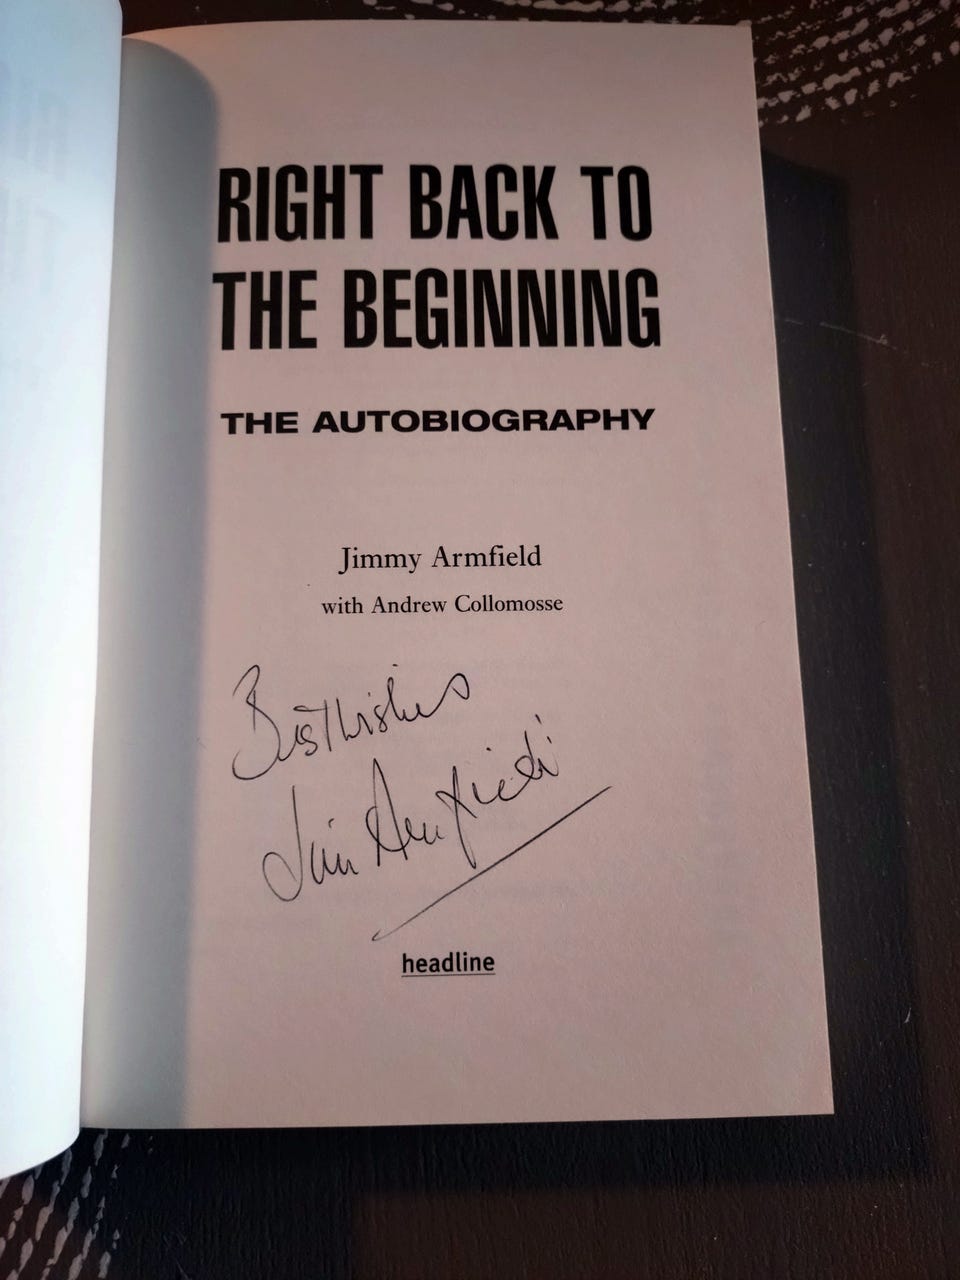 RIGHT BACK TO
THE BEGINNING
THE AUTOBIOGRAPHY
Jimmy Armfield
with Andrew Collomosse
Best wishes
Jim Armfield
headline